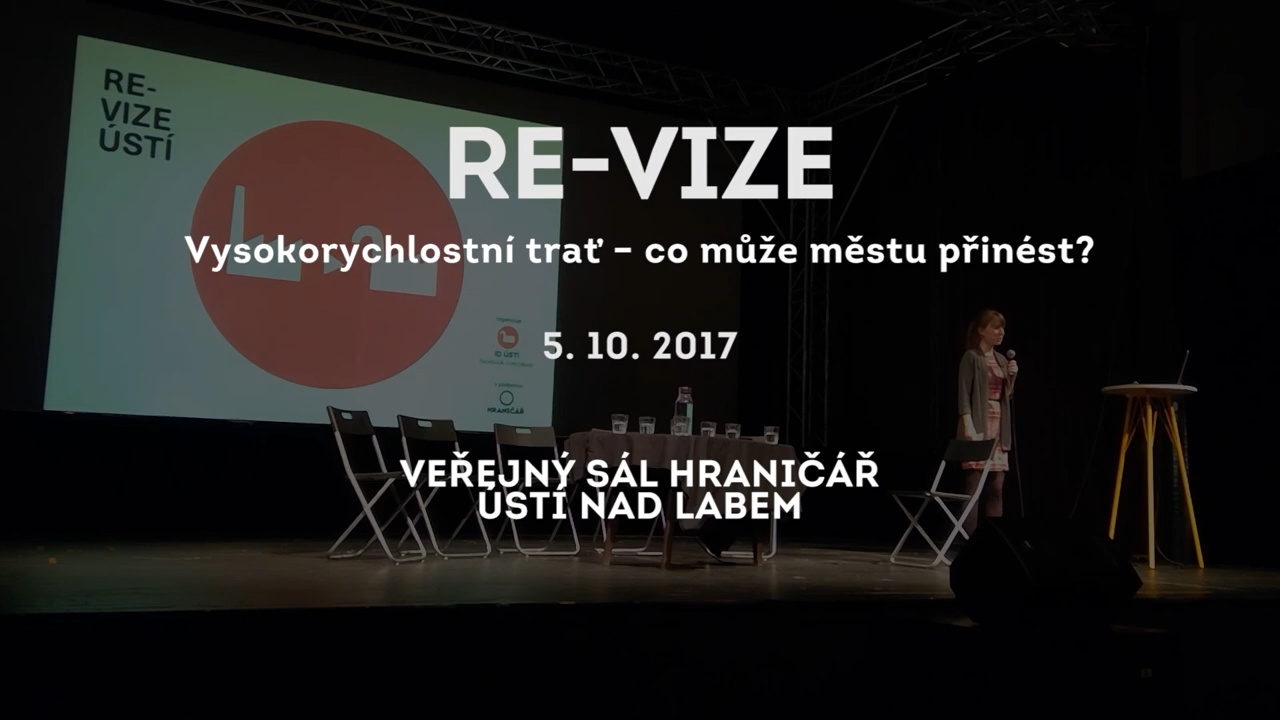 RE-
VIZE
ÚSTÍ
RE-VIZE
Vysokorychlostní trať – co může městu přinést?
5. 10. 2017
VEŘEJNÝ SÁL HRANIČÁŘ
ÚSTÍ NAD LABEM
HRANIČÁŘ